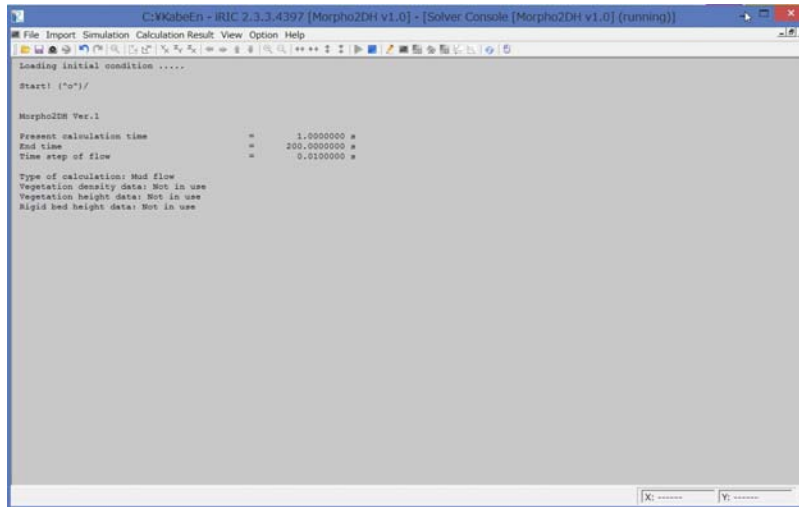 C:¥KabeEn - iRIC 2.3.3.4397 [Morpho2DH v1.0] - [Solver Console [Morpho2DH v1.0] (running)]
File Import Simulation Calculation Result View Option Help
Loading initial condition .....
Start! (^o^)/
Morpho2DH Ver.1
Present calculation time = 1.0000000 s
End time = 200.0000000 s
Time step of flow = 0.0100000 s
Type of calculation: Mud flow
Vegetation density data: Not in use
Vegetation height data: Not in use
Rigid bed height data: Not in use
X: ------ Y: ------